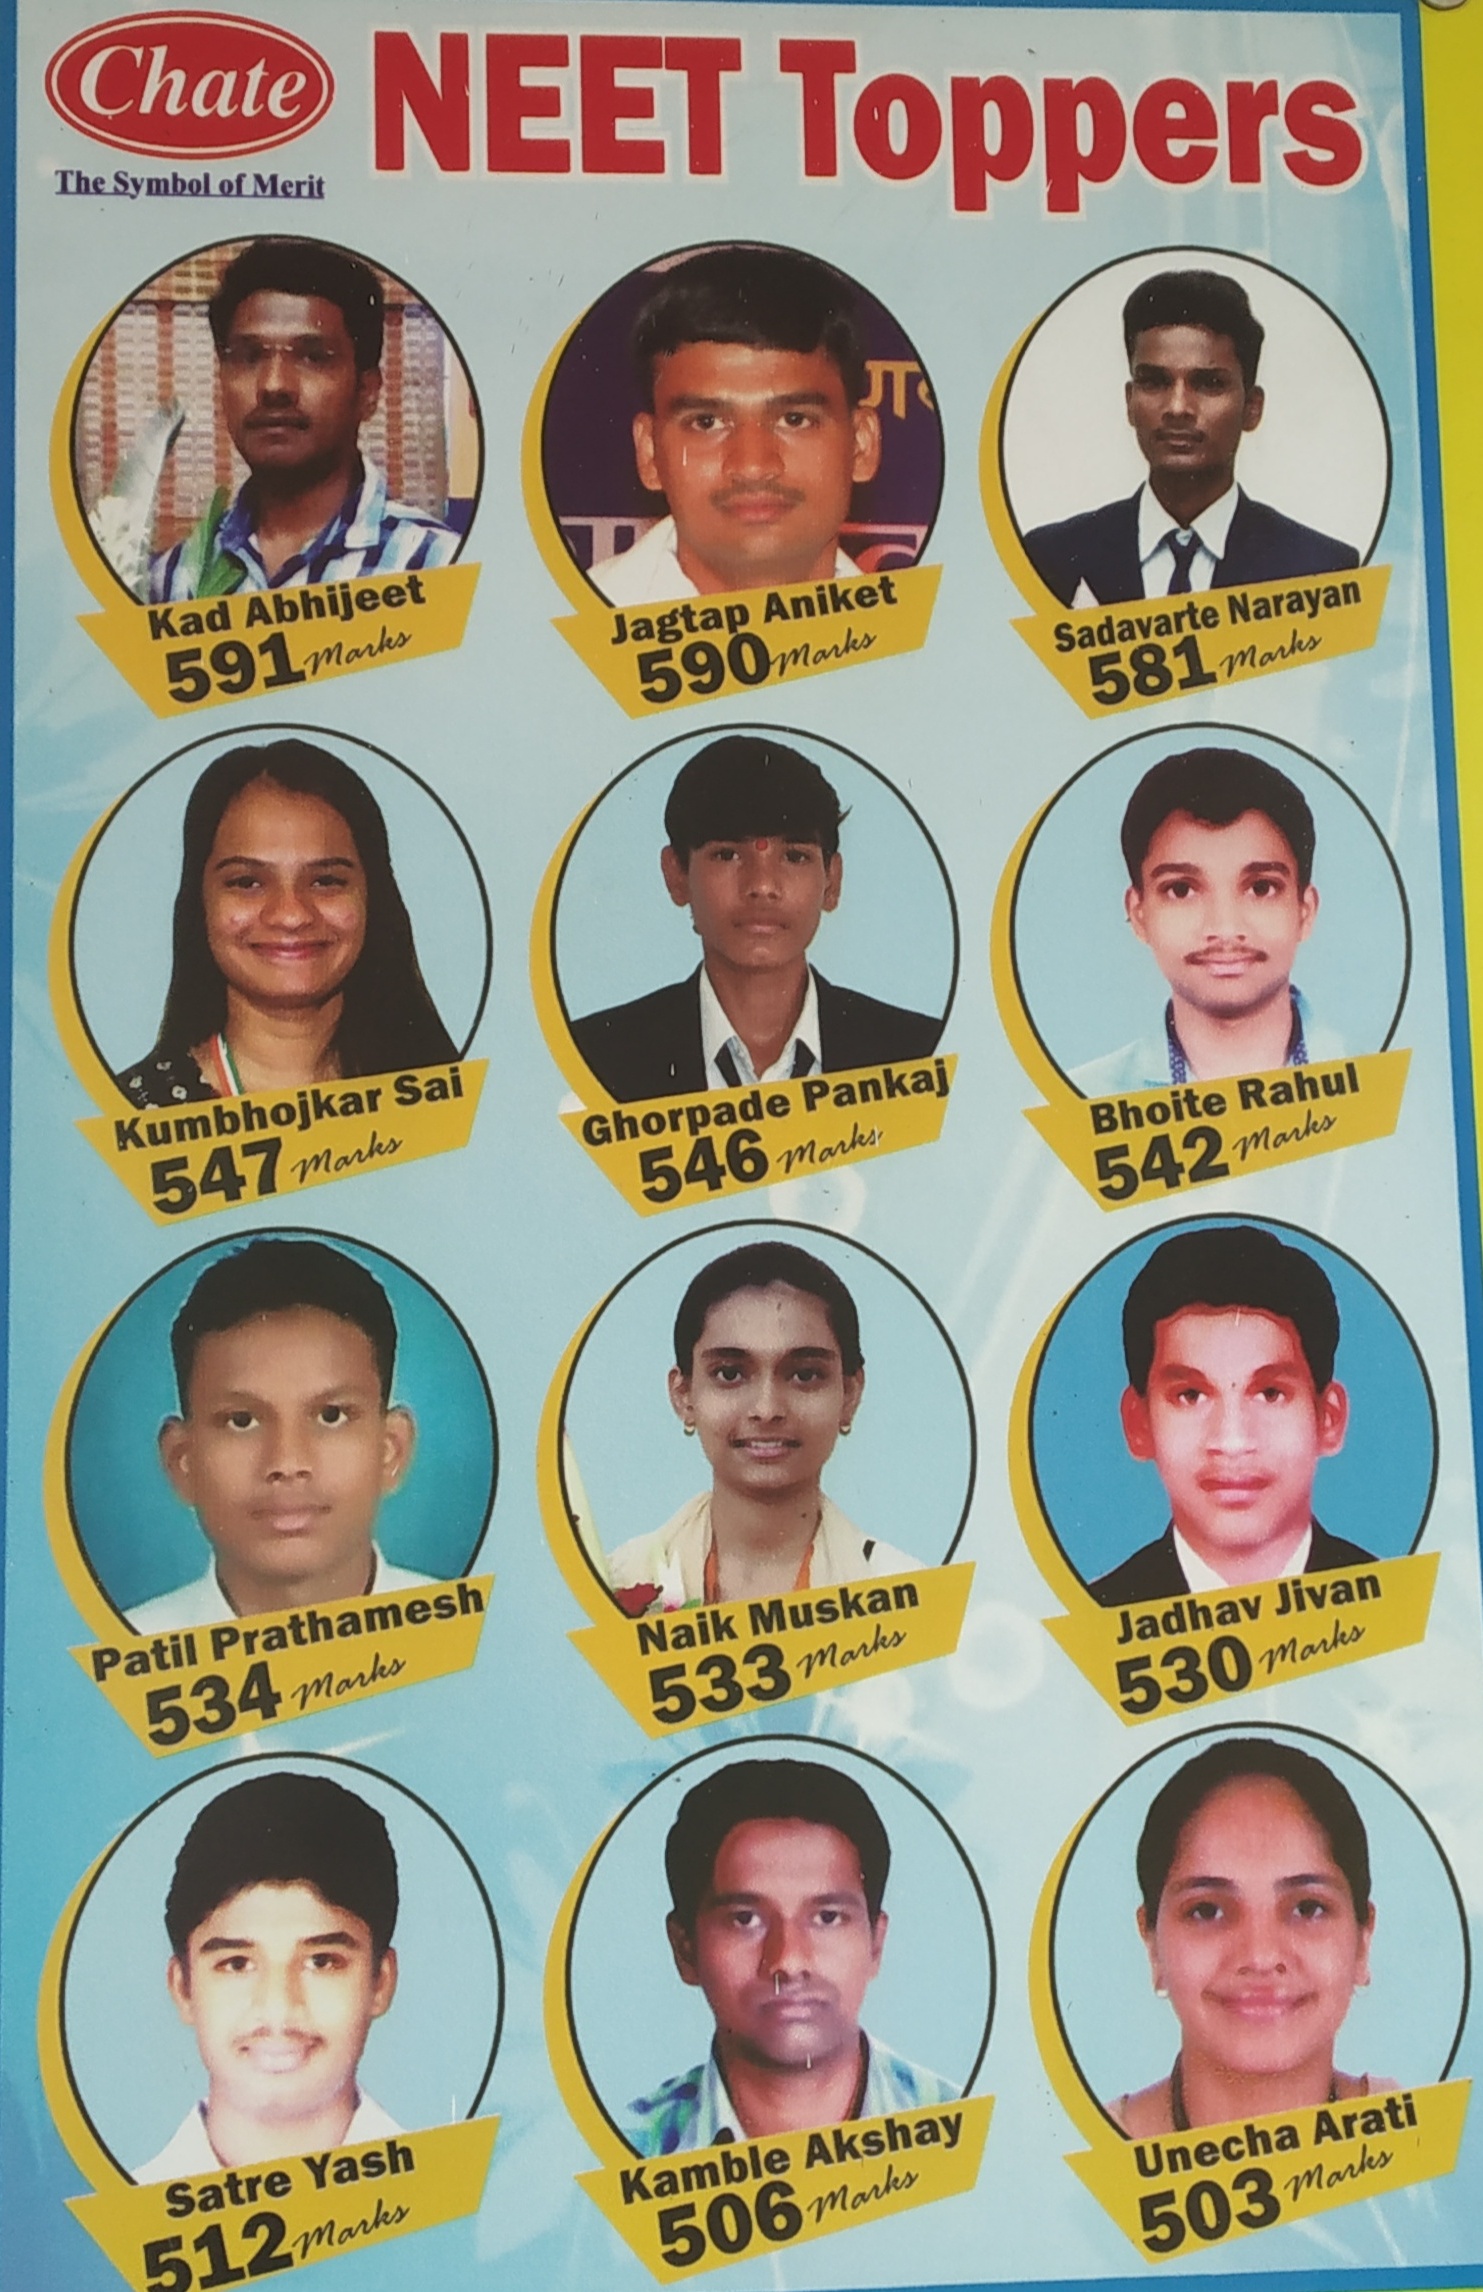 Chate
The Symbol of Merit
NEET Toppers
Kad Abhijeet
591 Marks
Jagtap Aniket
590 Marks
Sadavarte Narayan
581 Marks
Kumbhojkar Sai
547 Marks
Ghorpade Pankaj
546 Marks
Bhoite Rahul
542 Marks
Patil Prathamesh
534 Marks
Naik Muskan
533 Marks
Jadhav Jivan
530 Marks
Satre Yash
512 Marks
Kamble Akshay
506 Marks
Unecha Arati
503 Marks